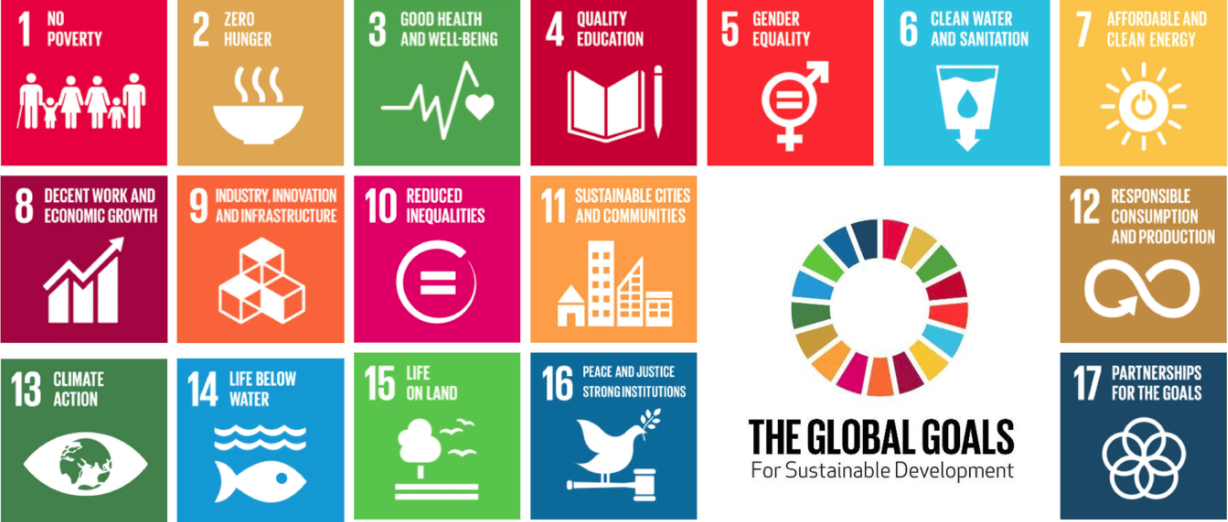 1 NO
POVERTY
2 ZERO
HUNGER
3 GOOD HEALTH
AND WELL-BEING
4 QUALITY
EDUCATION
5 GENDER
EQUALITY
6 CLEAN WATER
AND SANITATION
7 AFFORDABLE AND
CLEAN ENERGY
8 DECENT WORK AND
ECONOMIC GROWTH
9 INDUSTRY, INNOVATION
AND INFRASTRUCTURE
10 REDUCED
INEQUALITIES
11 SUSTAINABLE CITIES
AND COMMUNITIES
12 RESPONSIBLE
CONSUMPTION
AND PRODUCTION
13 CLIMATE
ACTION
14 LIFE BELOW
WATER
15 LIFE
ON LAND
16 PEACE AND JUSTICE
STRONG INSTITUTIONS
THE GLOBAL GOALS
For Sustainable Development
17 PARTNERSHIPS
FOR THE GOALS